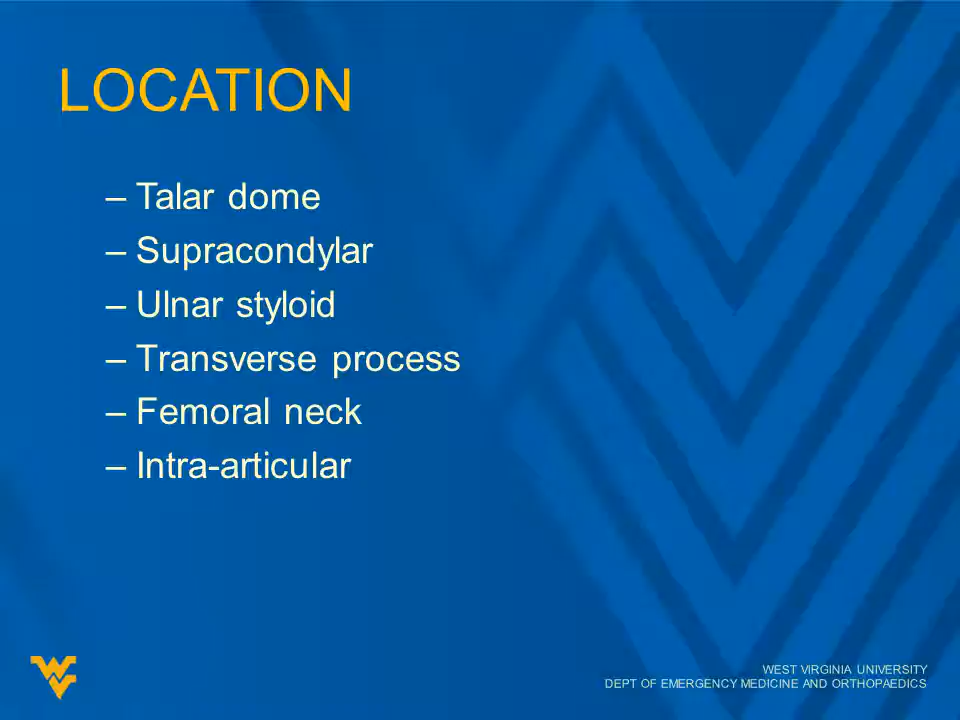 LOCATION
– Talar dome
– Supracondylar
– Ulnar styloid
– Transverse process
– Femoral neck
– Intra-articular
WEST VIRGINIA UNIVERSITY
DEPT OF EMERGENCY MEDICINE AND ORTHOPAEDICS